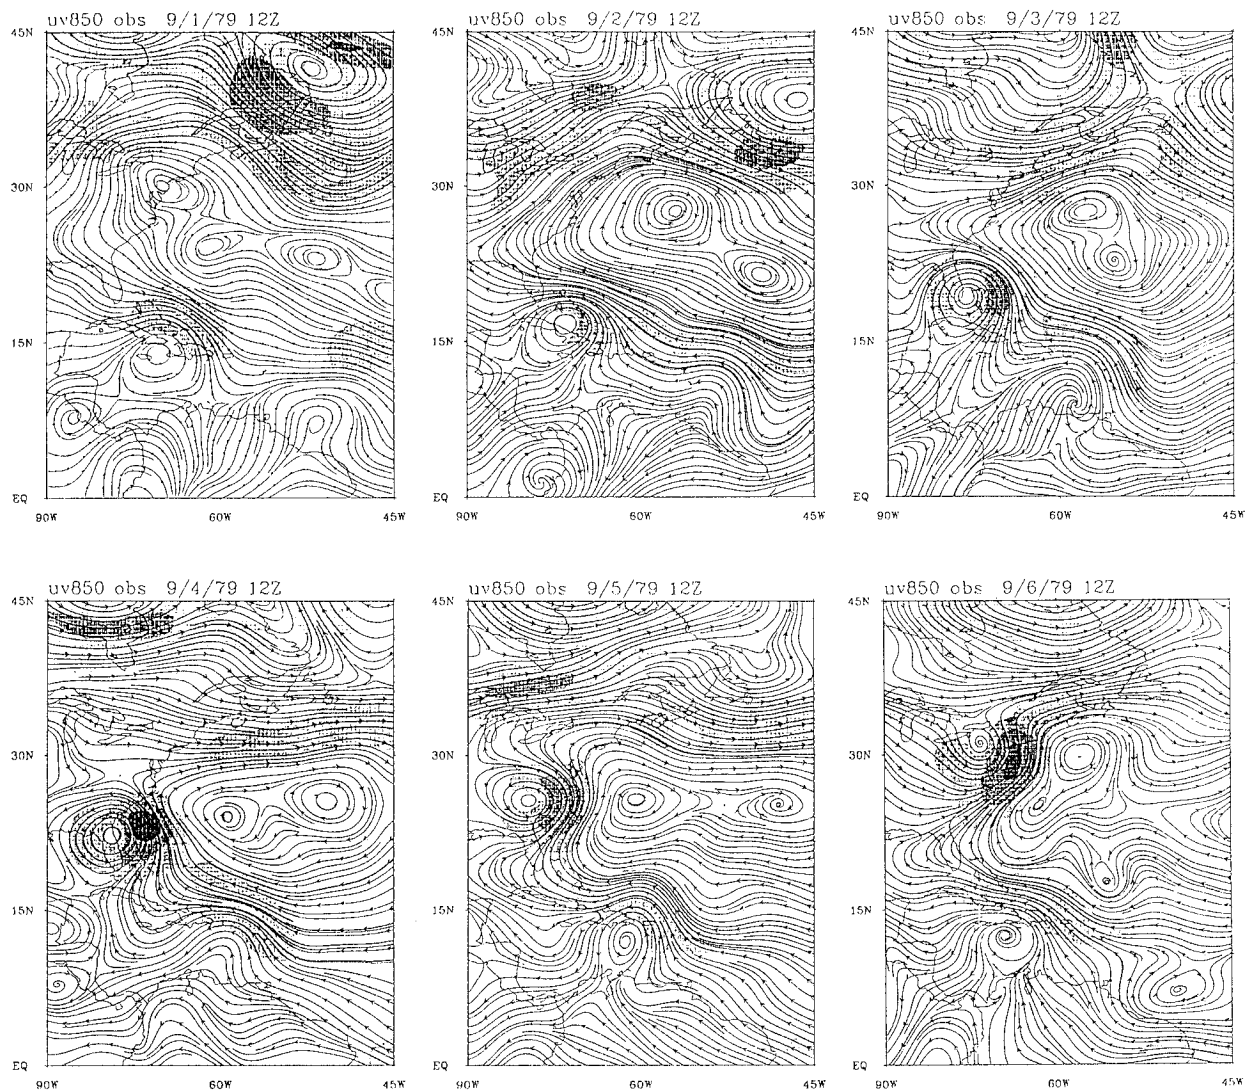 uv850 obs 9/1/79 12Z
45N
30N
15N
EQ
90W 60W 45W
uv850 obs 9/2/79 12Z
45N
30N
15N
EQ
90W 60W 45W
uv850 obs 9/3/79 12Z
45N
30N
15N
EQ
90W 60W 45W
uv850 obs 9/4/79 12Z
45N
30N
15N
EQ
90W 60W 45W
uv850 obs 9/5/79 12Z
45N
30N
15N
EQ
90W 60W 45W
uv850 obs 9/6/79 12Z
45N
30N
15N
EQ
90W 60W 45W